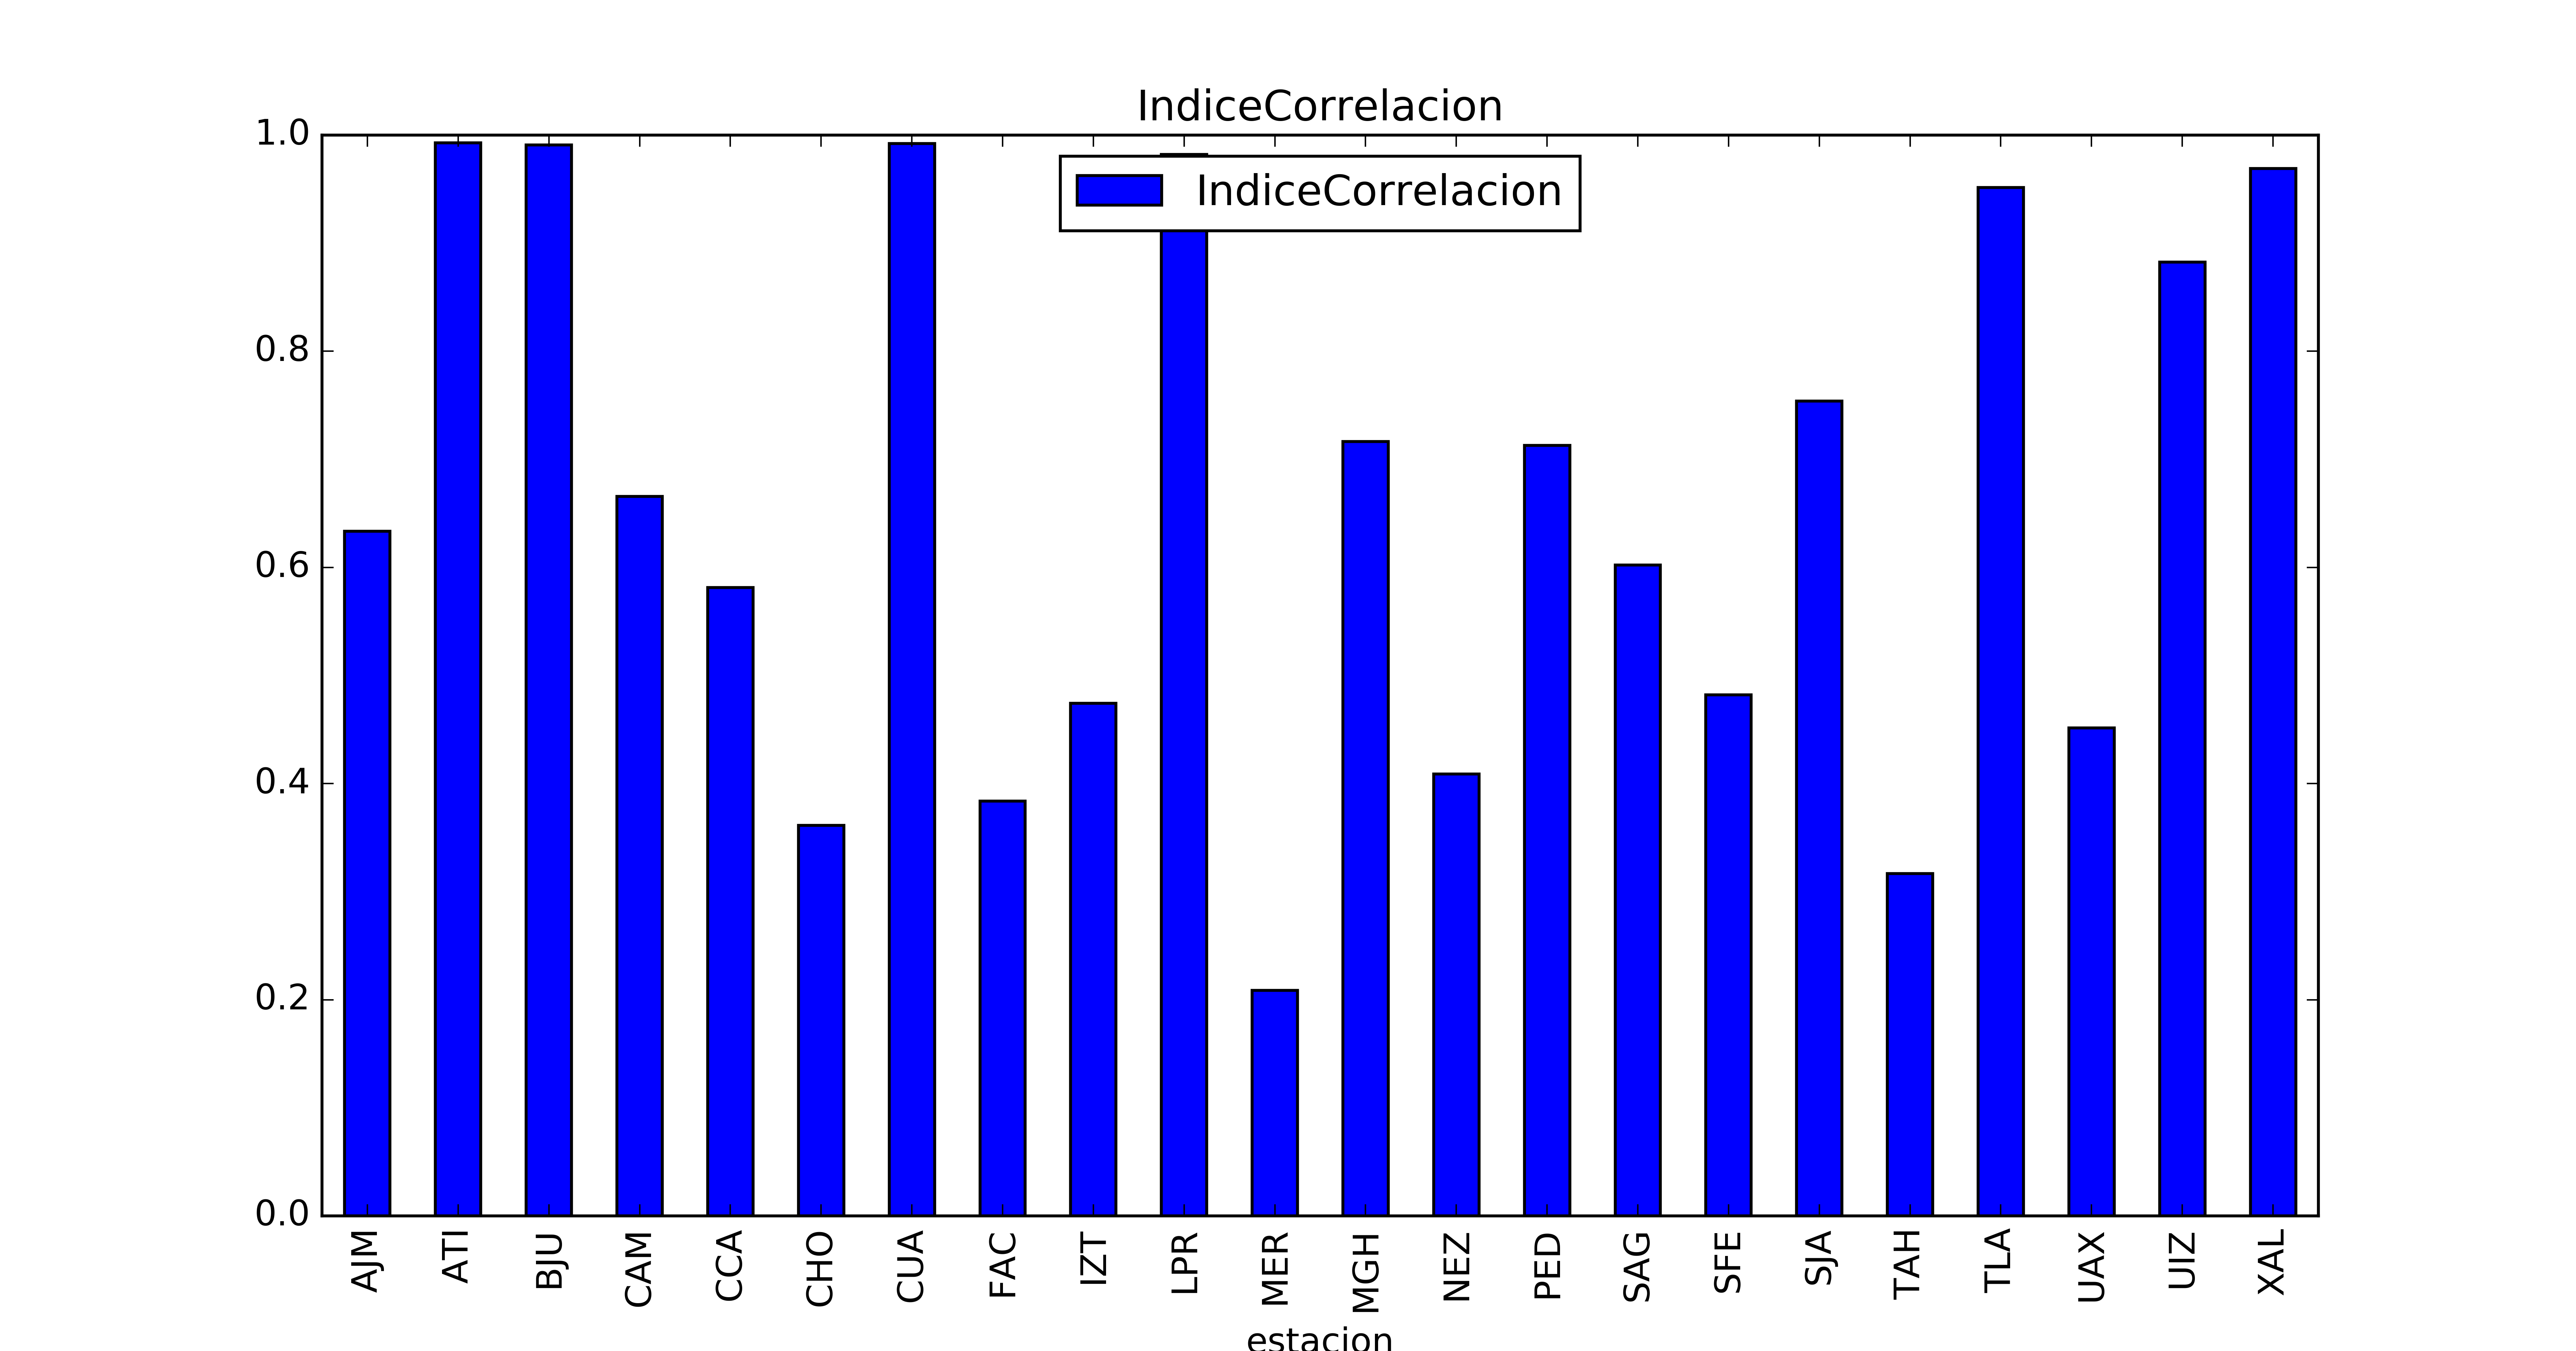 IndiceCorrelacion
IndiceCorrelacion
1.0
0.8
0.6
0.4
0.2
0.0
AJM
ATI
BJU
CAM
CCA
CHO
CUA
FAC
IZT
LPR
MER
MGH
NEZ
PED
SAG
SFE
SJA
TAH
TLA
UAX
UIZ
XAL
estacion